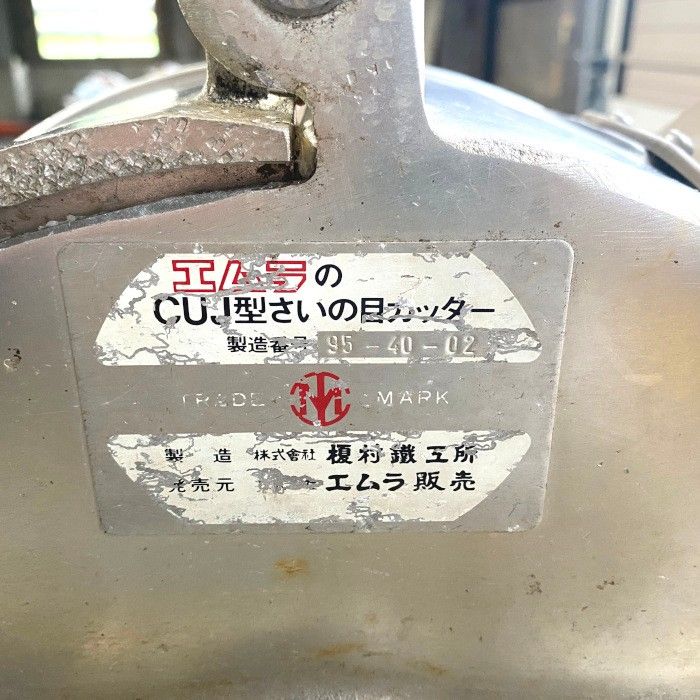 エムラの
CUJ型さいの目カッター
製造番号 95-40-02
TRADE MARK
製造 株式会社 榎村鐵工所
発売元 エムラ販売